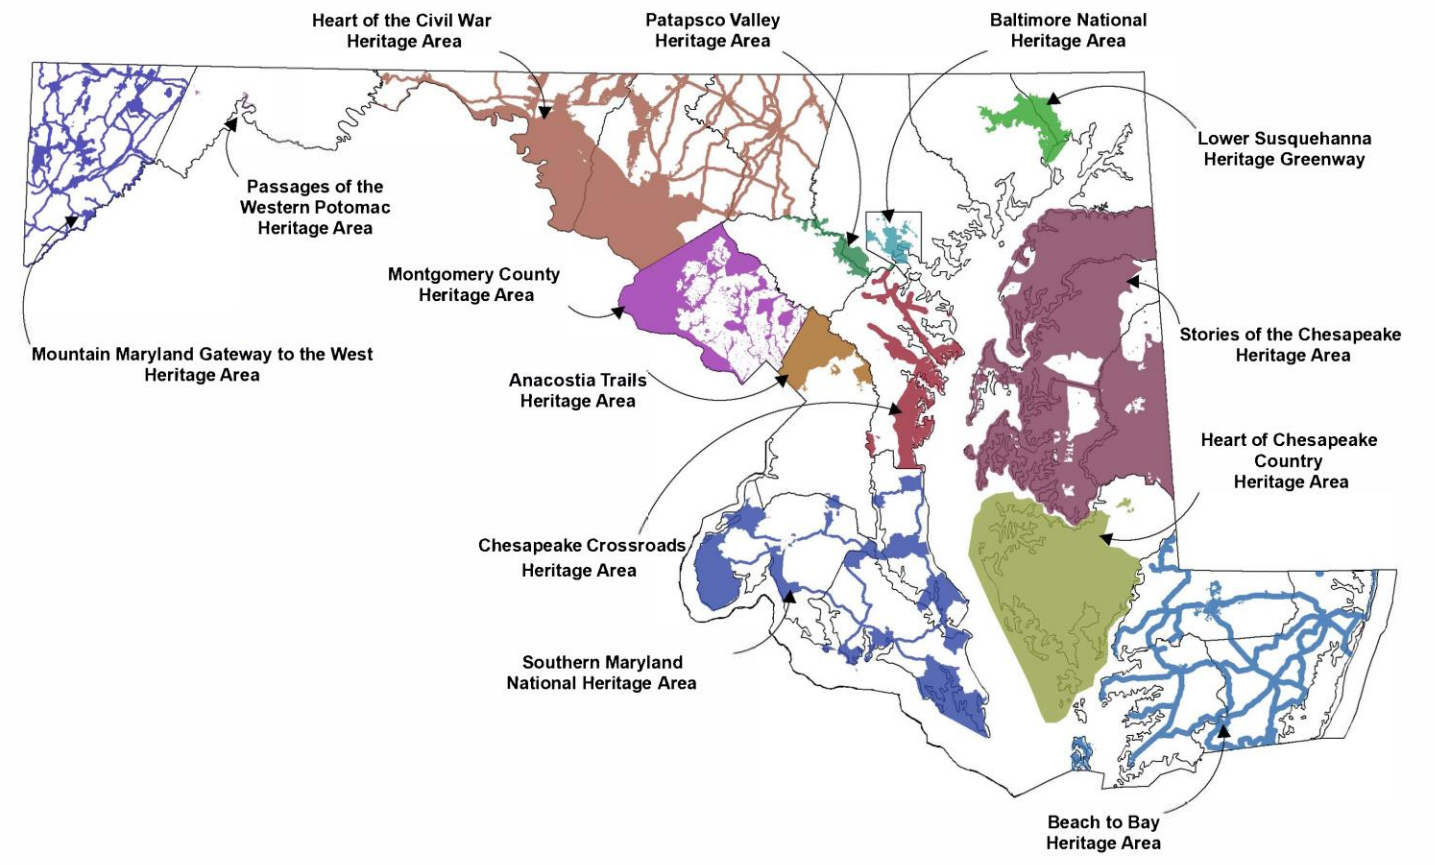 Heart of the Civil War
Heritage Area
Patapsco Valley
Heritage Area
Baltimore National
Heritage Area
Lower Susquehanna
Heritage Greenway
Passages of the
Western Potomac
Heritage Area
Montgomery County
Heritage Area
Mountain Maryland Gateway to the West
Heritage Area
Anacostia Trails
Heritage Area
Stories of the Chesapeake
Heritage Area
Heart of Chesapeake
Country
Heritage Area
Chesapeake Crossroads
Heritage Area
Southern Maryland
National Heritage Area
Beach to Bay
Heritage Area